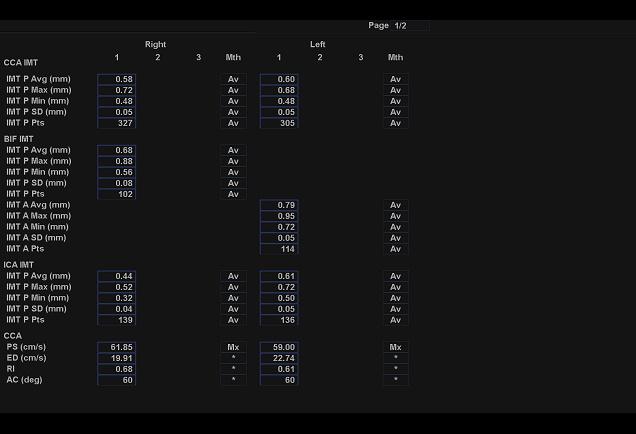 Page 1/2
Right Left
1 2 3 Mth 1 2 3 Mth
CCA IMT
IMT P Avg (mm) 0.58 Av 0.60 Av
IMT P Max (mm) 0.72 Av 0.68 Av
IMT P Min (mm) 0.48 Av 0.48 Av
IMT P SD (mm) 0.05 Av 0.05 Av
IMT P Pts 327 Av 305 Av
BIF IMT
IMT P Avg (mm) 0.68 Av
IMT P Max (mm) 0.88 Av
IMT P Min (mm) 0.56 Av
IMT P SD (mm) 0.08 Av
IMT P Pts 102 Av
IMT A Avg (mm) 0.79 Av
IMT A Max (mm) 0.95 Av
IMT A Min (mm) 0.72 Av
IMT A SD (mm) 0.05 Av
IMT A Pts 114 Av
ICA IMT
IMT P Avg (mm) 0.44 Av 0.61 Av
IMT P Max (mm) 0.52 Av 0.72 Av
IMT P Min (mm) 0.32 Av 0.50 Av
IMT P SD (mm) 0.04 Av 0.05 Av
IMT P Pts 139 Av 136 Av
CCA
PS (cm/s) 61.85 Mx 59.00 Mx
ED (cm/s) 19.91 * 22.74 *
RI 0.68 * 0.61 *
AC (deg) 60 * 60 *